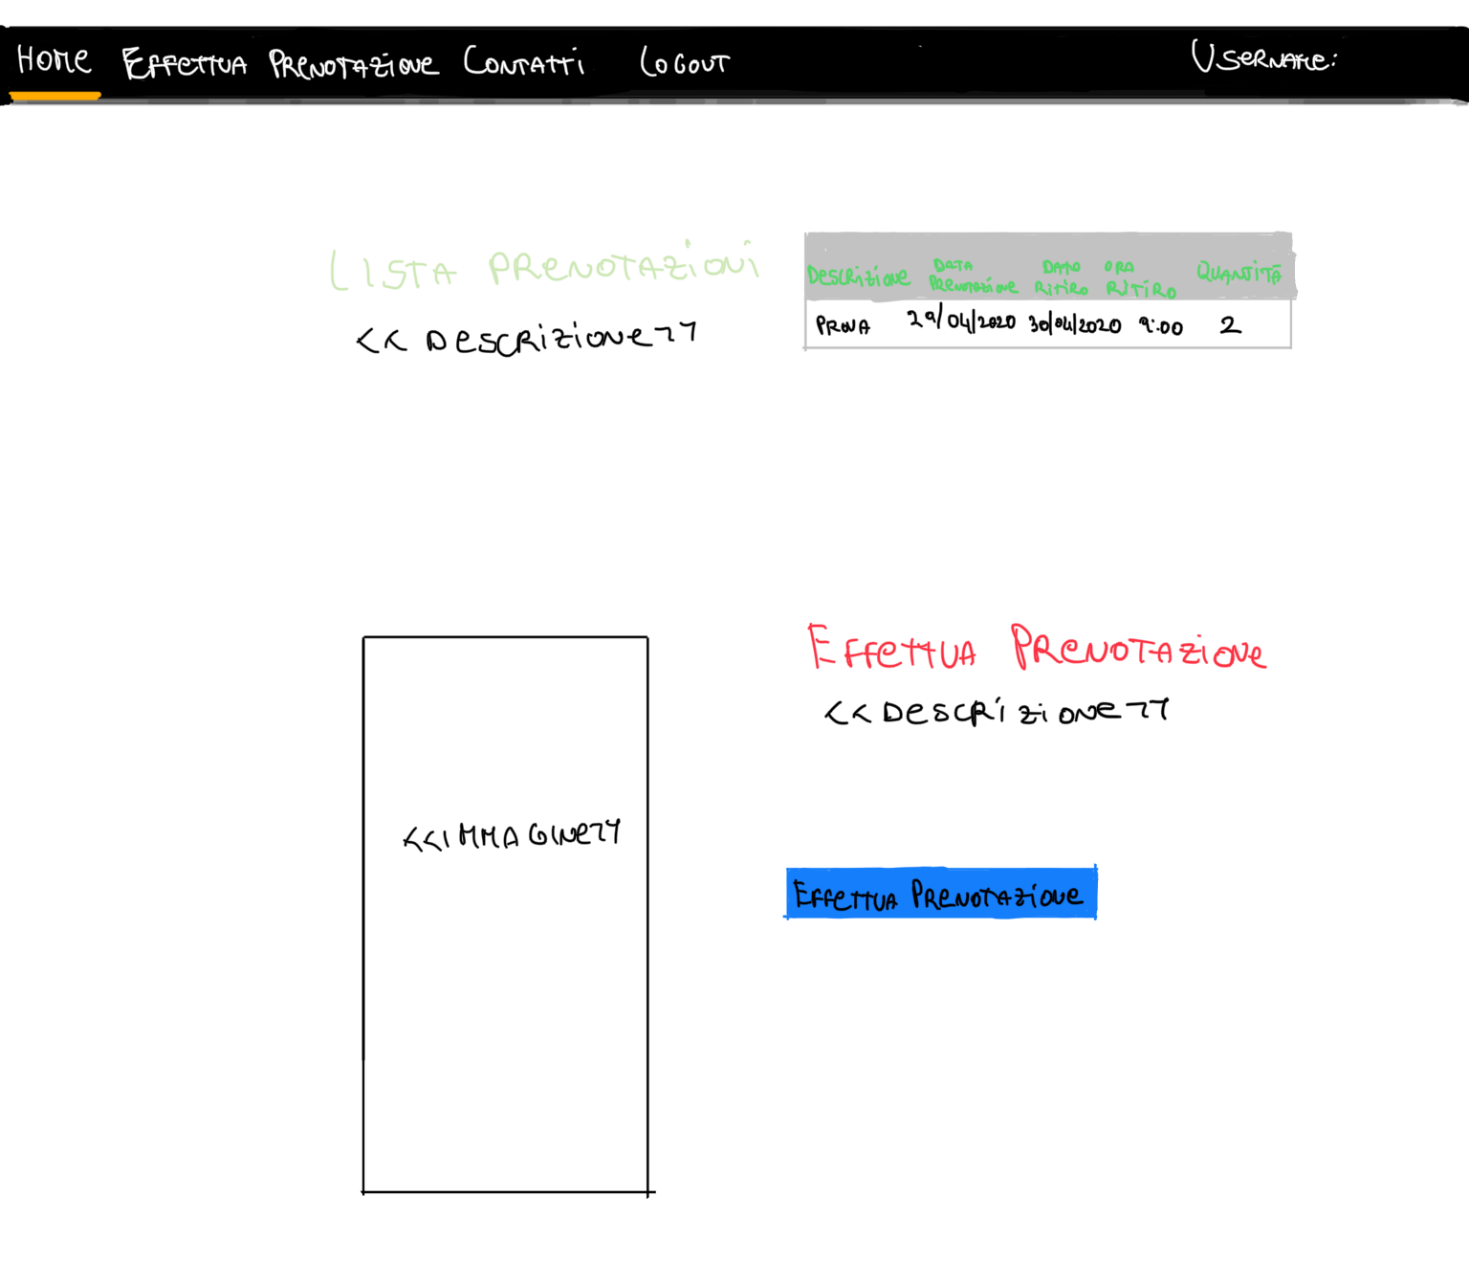 Home Effettua Prenotazione Contatti Logout Username:
Lista Prenotazioni
<< Descrizione >>
Descrizione Data Prenotazione Dato Ritiro Ora Ritiro Quantità
Prova 29/04/2020 30/04/2020 9:00 2
Effettua Prenotazione
<< Descrizione >>
<<Immagine>>
Effettua Prenotazione